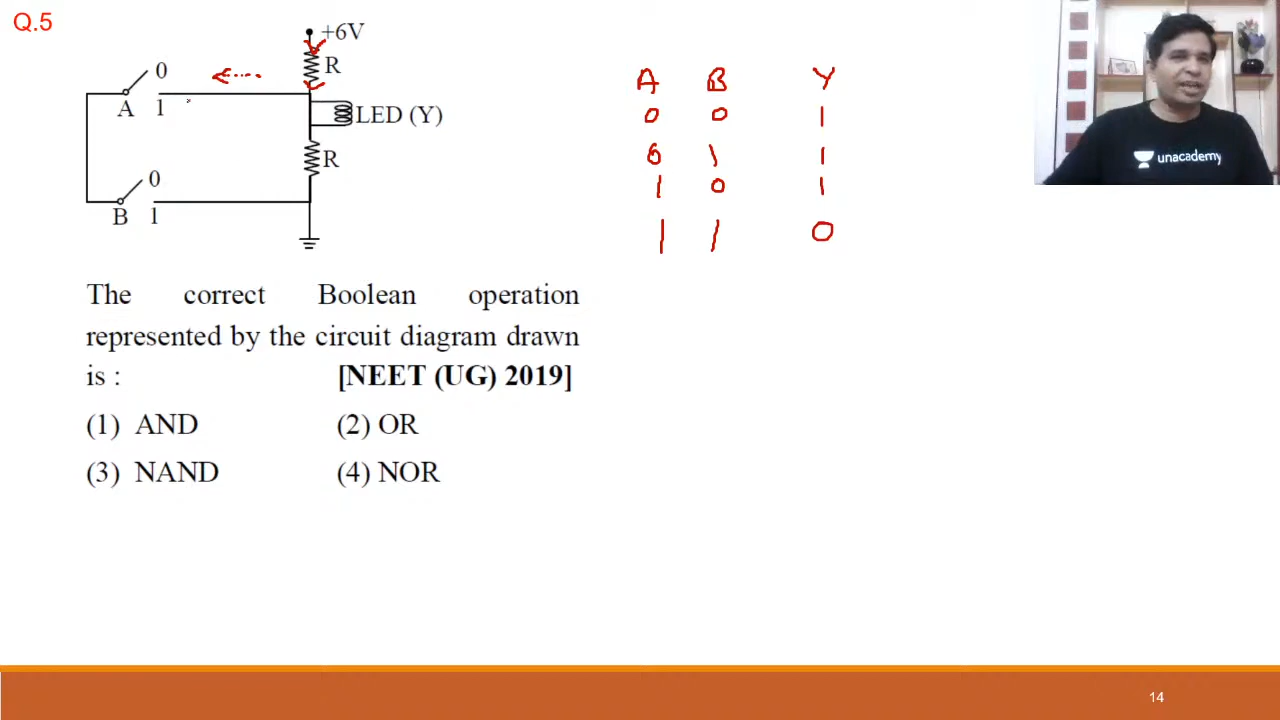 Q.5
+6V
R
0
A 1
LED (Y)
R
0
B 1
A B Y
0 0 1
0 1 1
1 0 1
1 1 0
unacademy
The correct Boolean operation
represented by the circuit diagram drawn
is : [NEET (UG) 2019]
(1) AND (2) OR
(3) NAND (4) NOR
14